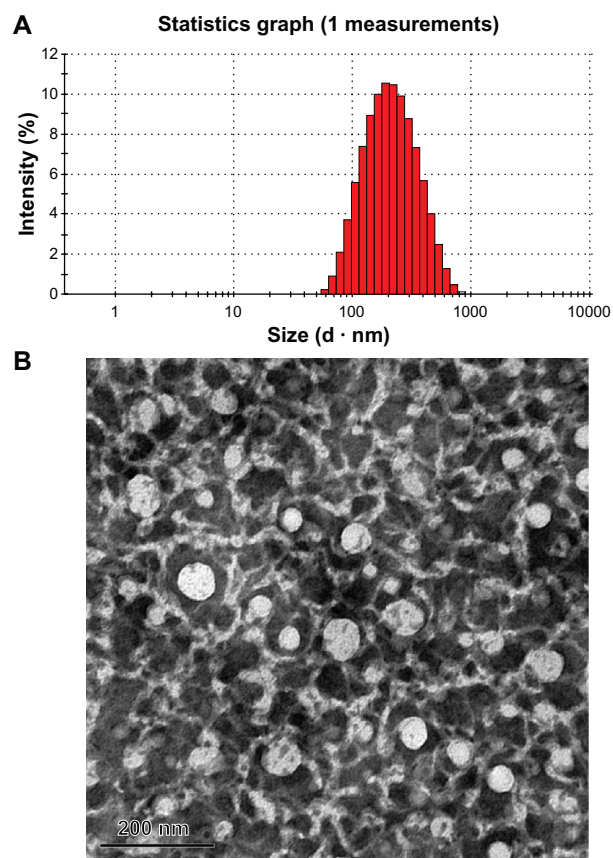 A
Statistics graph (1 measurements)
12
10
8
6
4
2
0
Intensity (%)
1 10 100 1000 10000
Size (d · nm)
B
200 nm